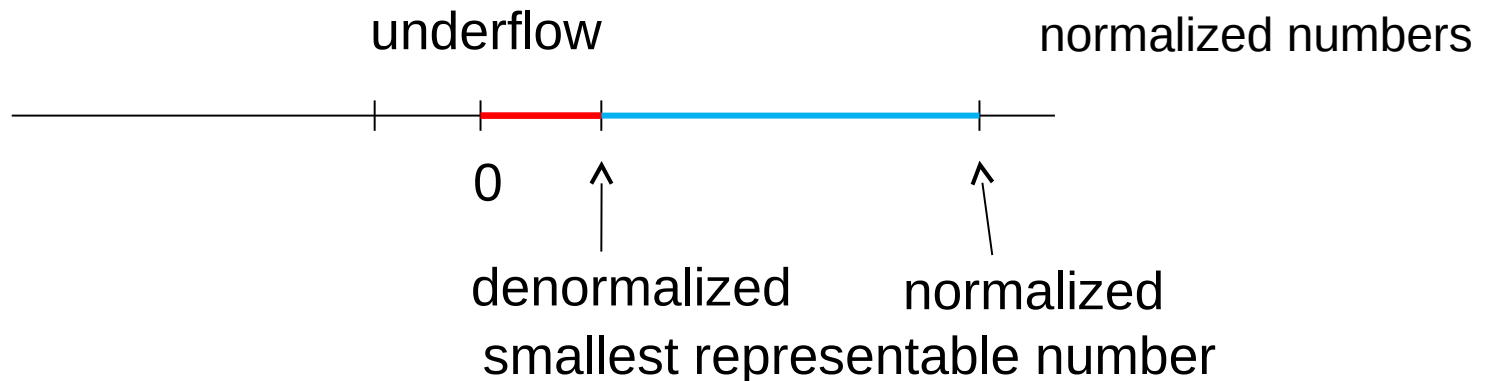 underflow
normalized numbers
0
denormalized
normalized
smallest representable number